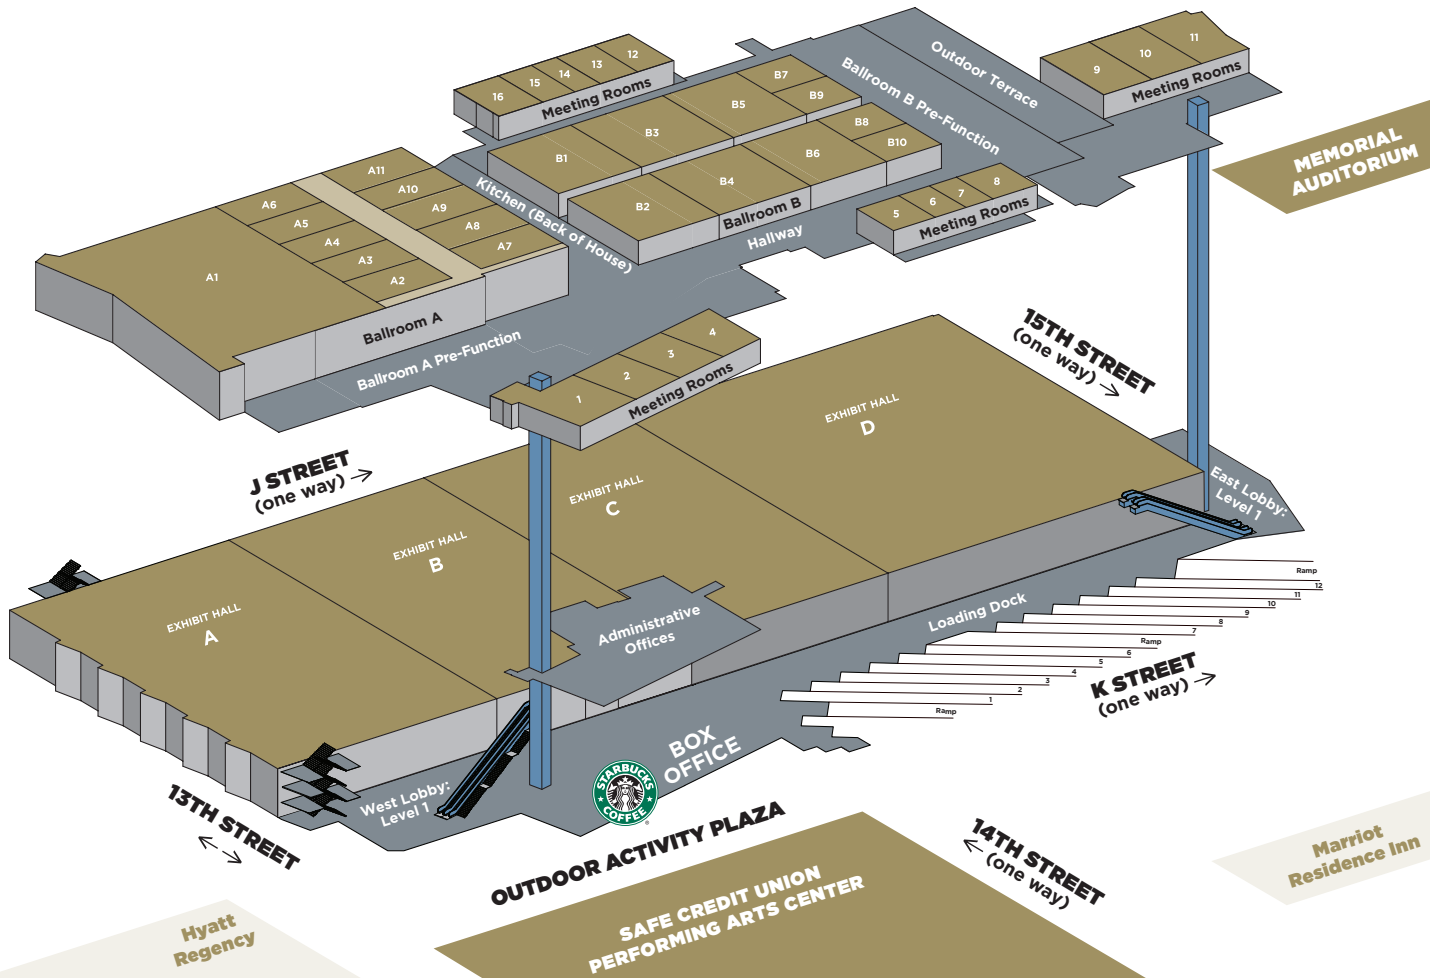 12
13
14
15
16
Meeting Rooms
9
10
11
Meeting Rooms
Outdoor Terrace
Ballroom B Pre-Function
B7
B9
B5
B3
B1
B8
B10
B6
B4
B2
Ballroom B
Hallway
Kitchen (Back of House)
5
6
7
8
Meeting Rooms
MEMORIAL
AUDITORIUM
A11
A10
A9
A8
A7
A6
A5
A4
A3
A2
A1
Ballroom A
Ballroom A Pre-Function
1
2
3
4
Meeting Rooms
15TH STREET
(one way)
J STREET
(one way)
EXHIBIT HALL
D
EXHIBIT HALL
C
EXHIBIT HALL
B
EXHIBIT HALL
A
East Lobby:
Level 1
Administrative
Offices
Loading Dock
Ramp
12
11
10
9
8
7
Ramp
6
5
4
3
2
1
Ramp
K STREET
(one way)
BOX
OFFICE
STARBUCKS
COFFEE
®
West Lobby:
Level 1
13TH STREET
OUTDOOR ACTIVITY PLAZA
14TH STREET
(one way)
SAFE CREDIT UNION
PERFORMING ARTS CENTER
Hyatt
Regency
Marriot
Residence Inn